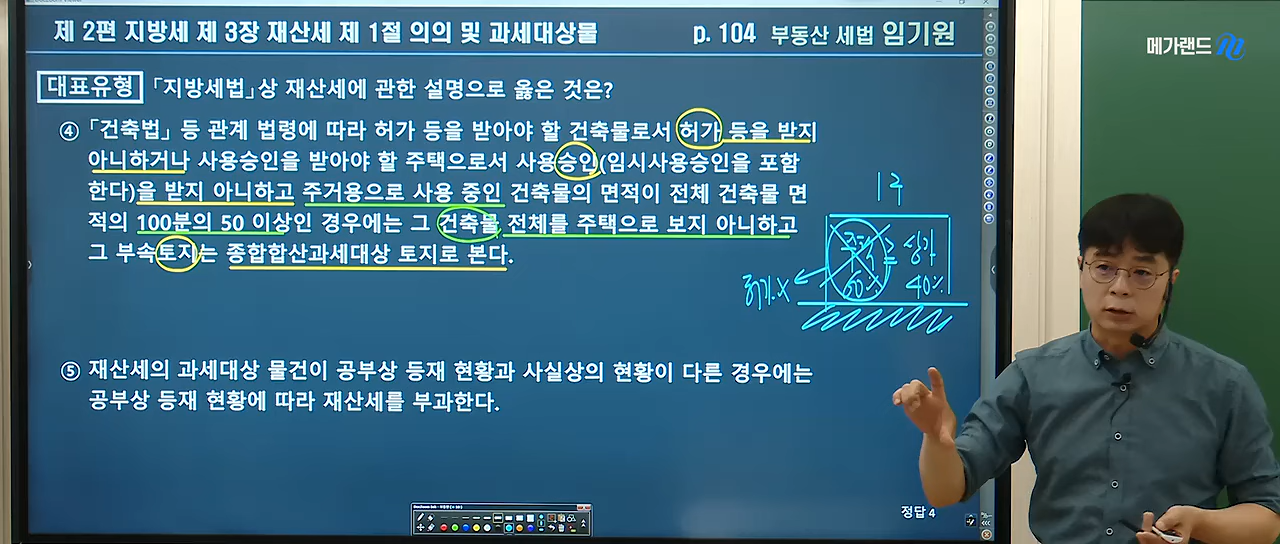 제 2편 지방세 제 3장 재산세 제 1절 의의 및 과세대상물 p. 104 부동산 세법 임기원
메가랜드
대표유형 「지방세법」상 재산세에 관한 설명으로 옳은 것은?
④ 「건축법」 등 관계 법령에 따라 허가 등을 받아야 할 건축물로서 허가 등을 받지
아니하거나 사용승인을 받아야 할 주택으로서 사용승인(임시사용승인을 포함
한다)을 받지 아니하고 주거용으로 사용 중인 건축물의 면적이 전체 건축물 면
적의 100분의 50 이상인 경우에는 그 건축물 전체를 주택으로 보지 아니하고
그 부속토지는 종합합산과세대상 토지로 본다.
1구
주택 ≥ 상가
60% 40%
허가.X
⑤ 재산세의 과세대상 물건이 공부상 등재 현황과 사실상의 현황이 다른 경우에는
공부상 등재 현황에 따라 재산세를 부과한다.
정답 4